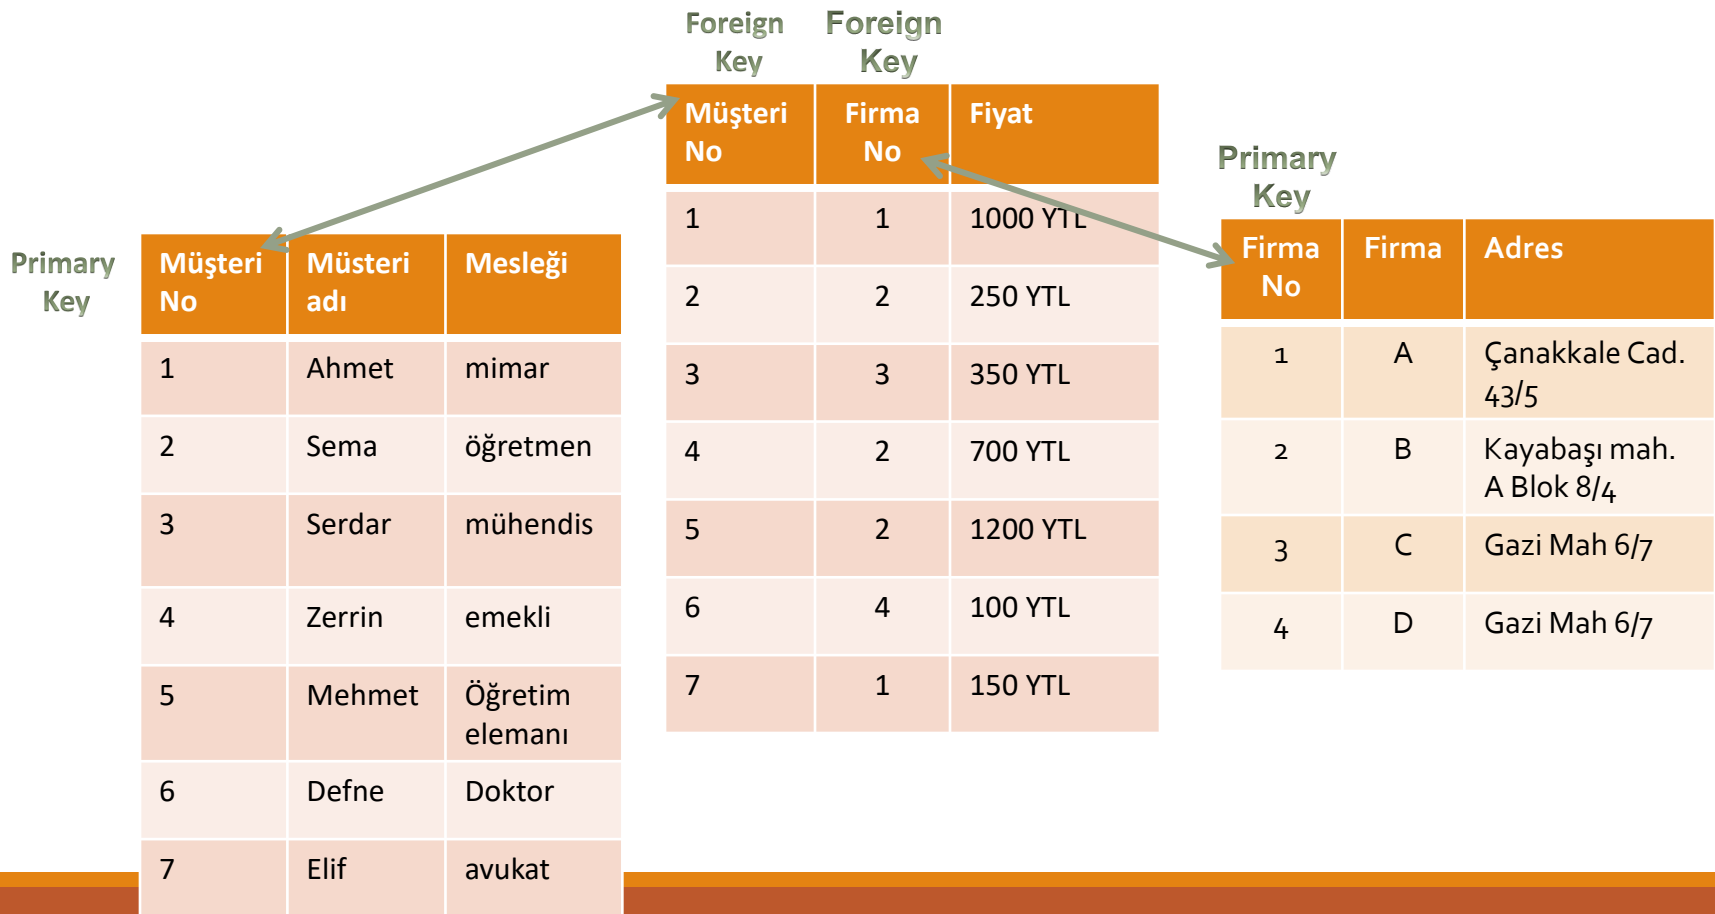 Foreign
Key
Foreign
Key
Müşteri
No
Firma
No
Fiyat
1 1 1000 YTL
2 2 250 YTL
3 3 350 YTL
4 2 700 YTL
5 2 1200 YTL
6 4 100 YTL
7 1 150 YTL
Primary
Key
Müşteri
No
Müsteri
adı
Mesleği
1 Ahmet mimar
2 Sema öğretmen
3 Serdar mühendis
4 Zerrin emekli
5 Mehmet Öğretim
elemanı
6 Defne Doktor
7 Elif avukat
Primary
Key
Firma
No
Firma
Adres
1 A Çanakkale Cad.
43/5
2 B Kayabaşı mah.
A Blok 8/4
3 C Gazi Mah 6/7
4 D Gazi Mah 6/7